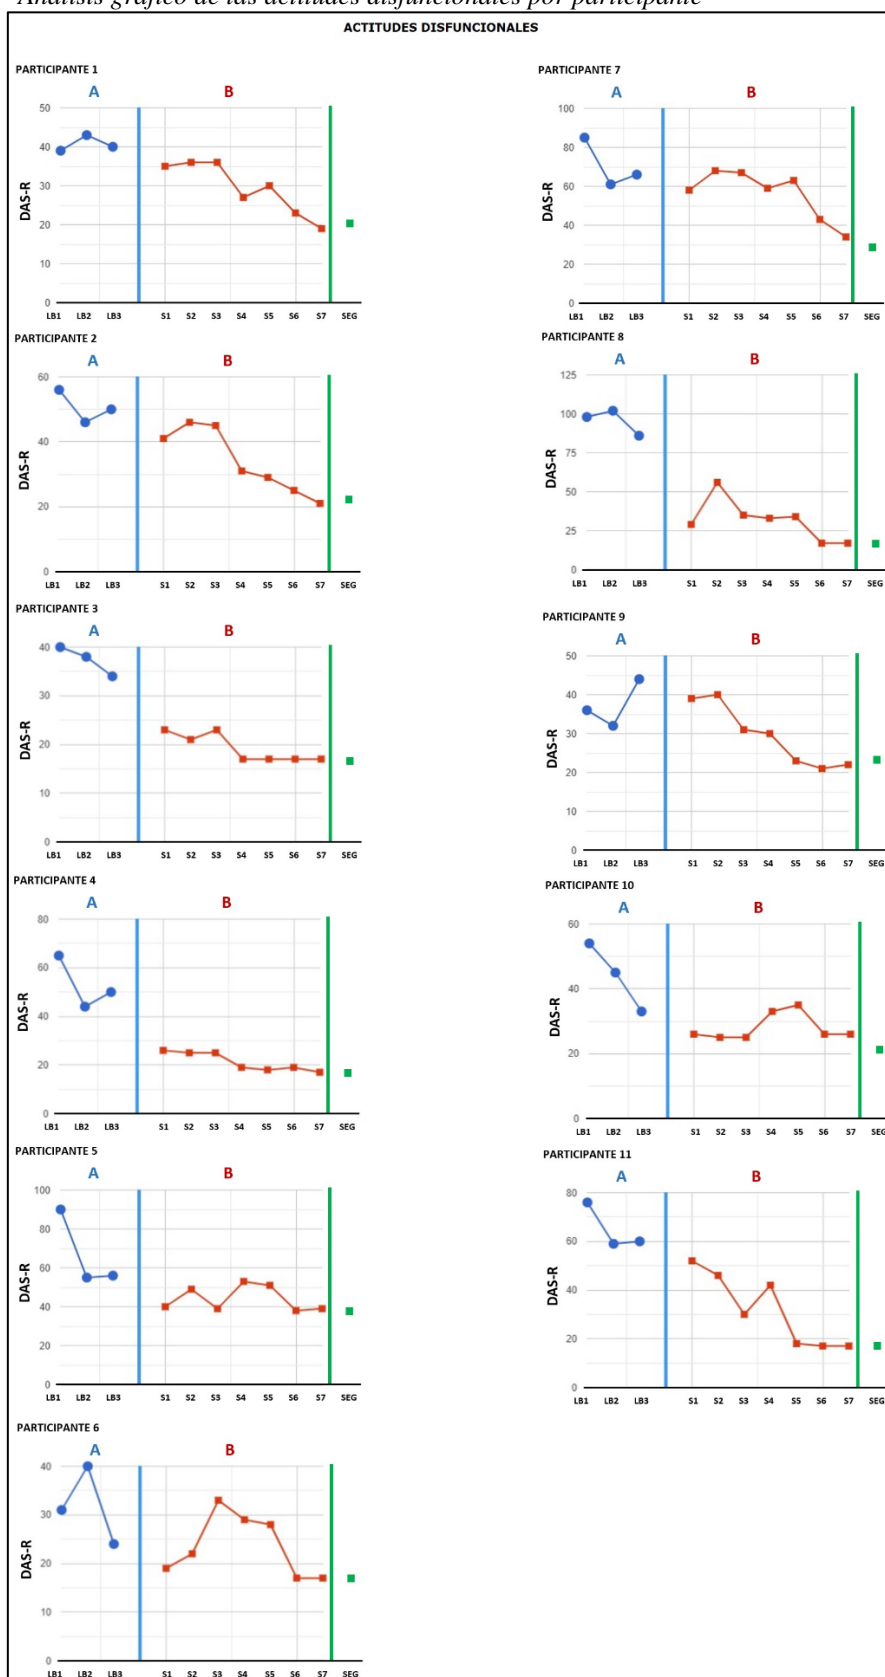 Análisis gráfico de las actitudes disfuncionales por participante
ACTITUDES DISFUNCIONALES
PARTICIPANTE 1
A B
DAS-R
50
40
30
20
10
0
LB1 LB2 LB3 S1 S2 S3 S4 S5 S6 S7 SEG
PARTICIPANTE 2
A B
DAS-R
60
40
20
0
LB1 LB2 LB3 S1 S2 S3 S4 S5 S6 S7 SEG
PARTICIPANTE 3
A B
DAS-R
40
30
20
10
0
LB1 LB2 LB3 S1 S2 S3 S4 S5 S6 S7 SEG
PARTICIPANTE 4
A B
DAS-R
80
60
40
20
0
LB1 LB2 LB3 S1 S2 S3 S4 S5 S6 S7 SEG
PARTICIPANTE 5
A B
DAS-R
100
80
60
40
20
0
LB1 LB2 LB3 S1 S2 S3 S4 S5 S6 S7 SEG
PARTICIPANTE 6
A B
DAS-R
40
30
20
10
0
LB1 LB2 LB3 S1 S2 S3 S4 S5 S6 S7 SEG
PARTICIPANTE 7
A B
DAS-R
100
80
60
40
20
0
LB1 LB2 LB3 S1 S2 S3 S4 S5 S6 S7 SEG
PARTICIPANTE 8
A B
DAS-R
125
100
75
50
25
0
LB1 LB2 LB3 S1 S2 S3 S4 S5 S6 S7 SEG
PARTICIPANTE 9
A B
DAS-R
50
40
30
20
10
0
LB1 LB2 LB3 S1 S2 S3 S4 S5 S6 S7 SEG
PARTICIPANTE 10
A B
DAS-R
60
40
20
0
LB1 LB2 LB3 S1 S2 S3 S4 S5 S6 S7 SEG
PARTICIPANTE 11
A B
DAS-R
80
60
40
20
0
LB1 LB2 LB3 S1 S2 S3 S4 S5 S6 S7 SEG